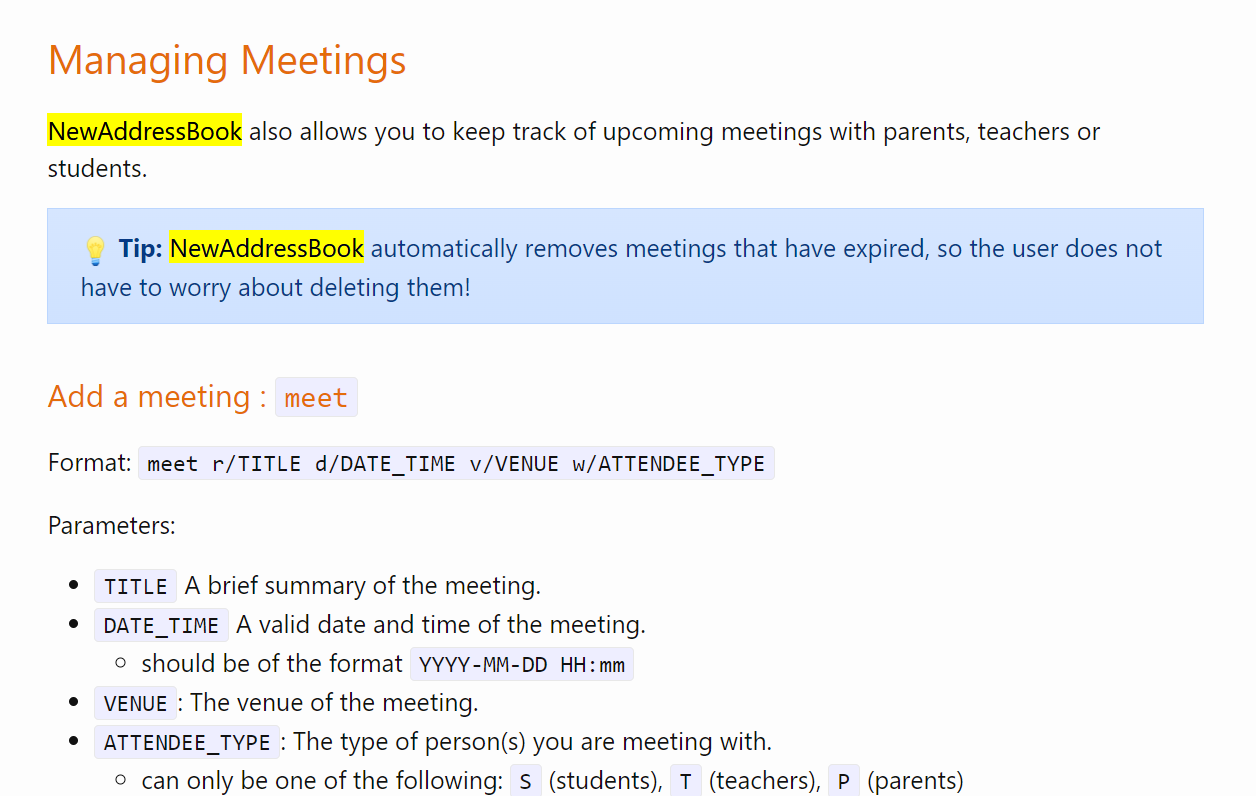 Managing Meetings
NewAddressBook also allows you to keep track of upcoming meetings with parents, teachers or
students.
💡 Tip: NewAddressBook automatically removes meetings that have expired, so the user does not
have to worry about deleting them!
Add a meeting : meet
Format: meet r/TITLE d/DATE_TIME v/VENUE w/ATTENDEE_TYPE
Parameters:
• TITLE A brief summary of the meeting.
• DATE_TIME A valid date and time of the meeting.
◦ should be of the format YYYY-MM-DD HH:mm
• VENUE: The venue of the meeting.
• ATTENDEE_TYPE: The type of person(s) you are meeting with.
◦ can only be one of the following: S (students), T (teachers), P (parents)